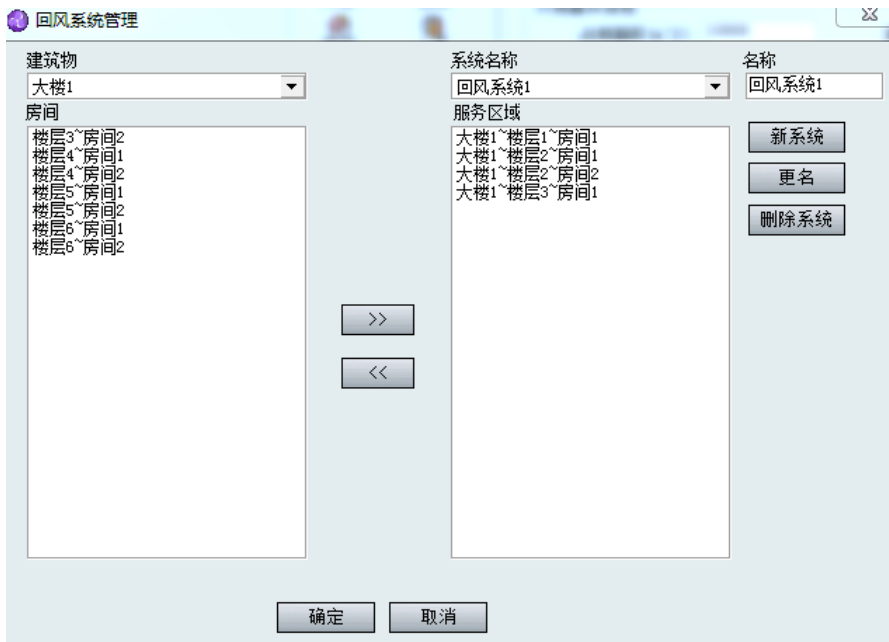 回风系统管理
建筑物
系统名称
名称
大楼1
回风系统1
回风系统1
房间
服务区域
楼层3~房间2
楼层4~房间1
楼层4~房间2
楼层5~房间1
楼层5~房间2
楼层6~房间1
楼层6~房间2
大楼1~楼层1~房间1
大楼1~楼层2~房间1
大楼1~楼层2~房间2
大楼1~楼层3~房间1
新系统
更名
删除系统
>>
<<
确定
取消